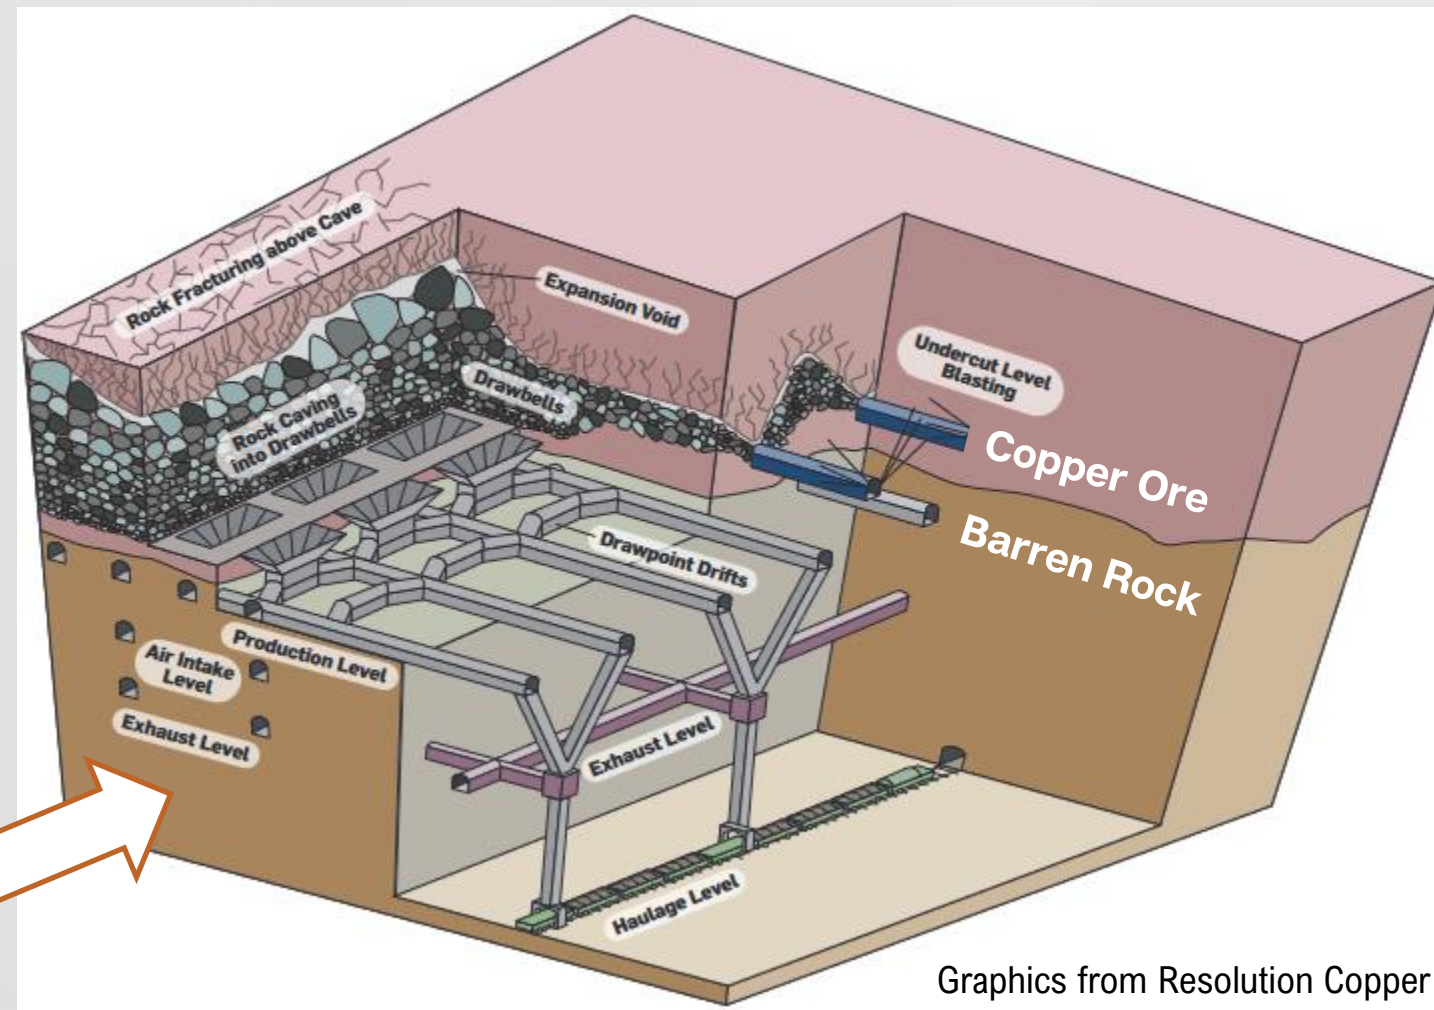 Rock Fracturing above Cave
Expansion Void
Undercut Level
Blasting
Rock Caving
into Drawbells
Drawbells
Copper Ore
Barren Rock
Drawpoint Drifts
Production Level
Air Intake
Level
Exhaust Level
Exhaust Level
Haulage Level
Graphics from Resolution Copper